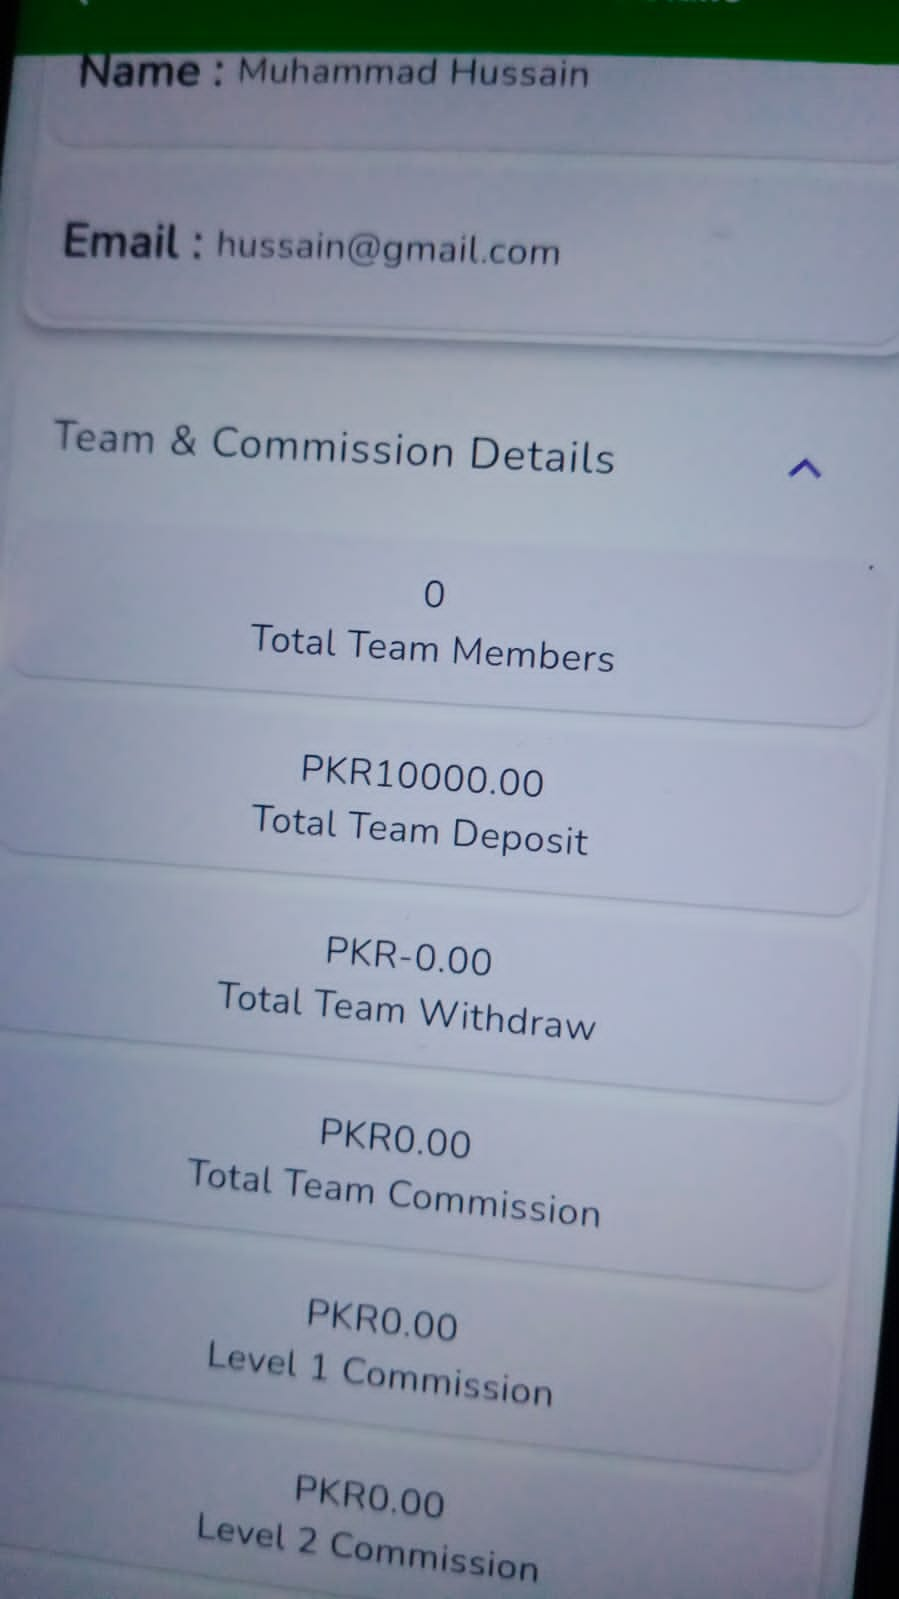 Name : Muhammad Hussain
Email : hussain@gmail.com
Team & Commission Details
0
Total Team Members
PKR10000.00
Total Team Deposit
PKR-0.00
Total Team Withdraw
PKR0.00
Total Team Commission
PKR0.00
Level 1 Commission
PKR0.00
Level 2 Commission